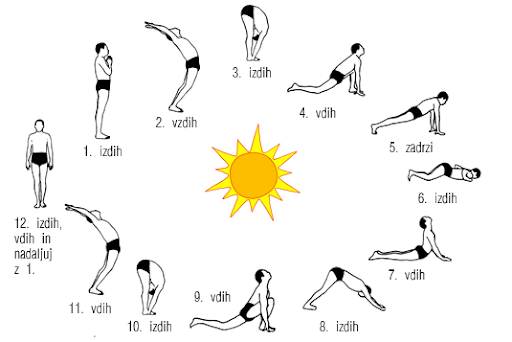 1. izdih
2. vzdih
3. izdih
4. vdih
5. zadrzi
6. izdih
7. vdih
8. izdih
9. vdih
10. izdih
11. vdih
12. izdih,
vdih in
nadaljuj
z 1.